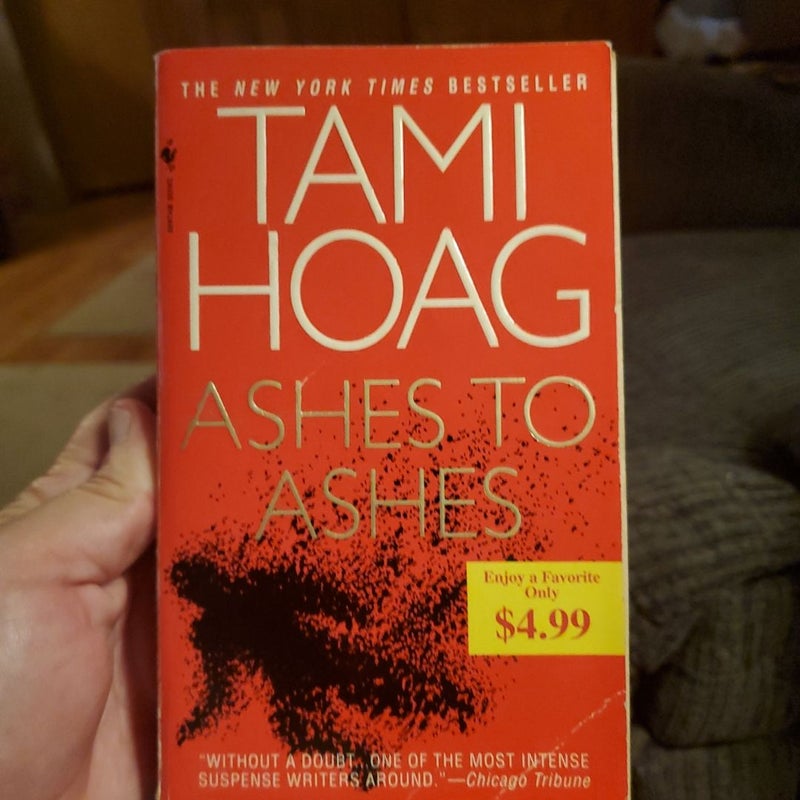 THE NEW YORK TIMES BESTSELLER
TAMI
HOAG
ASHES TO
ASHES
Enjoy a Favorite
Only
$4.99
"WITHOUT A DOUBT...ONE OF THE MOST INTENSE
SUSPENSE WRITERS AROUND."—Chicago Tribune